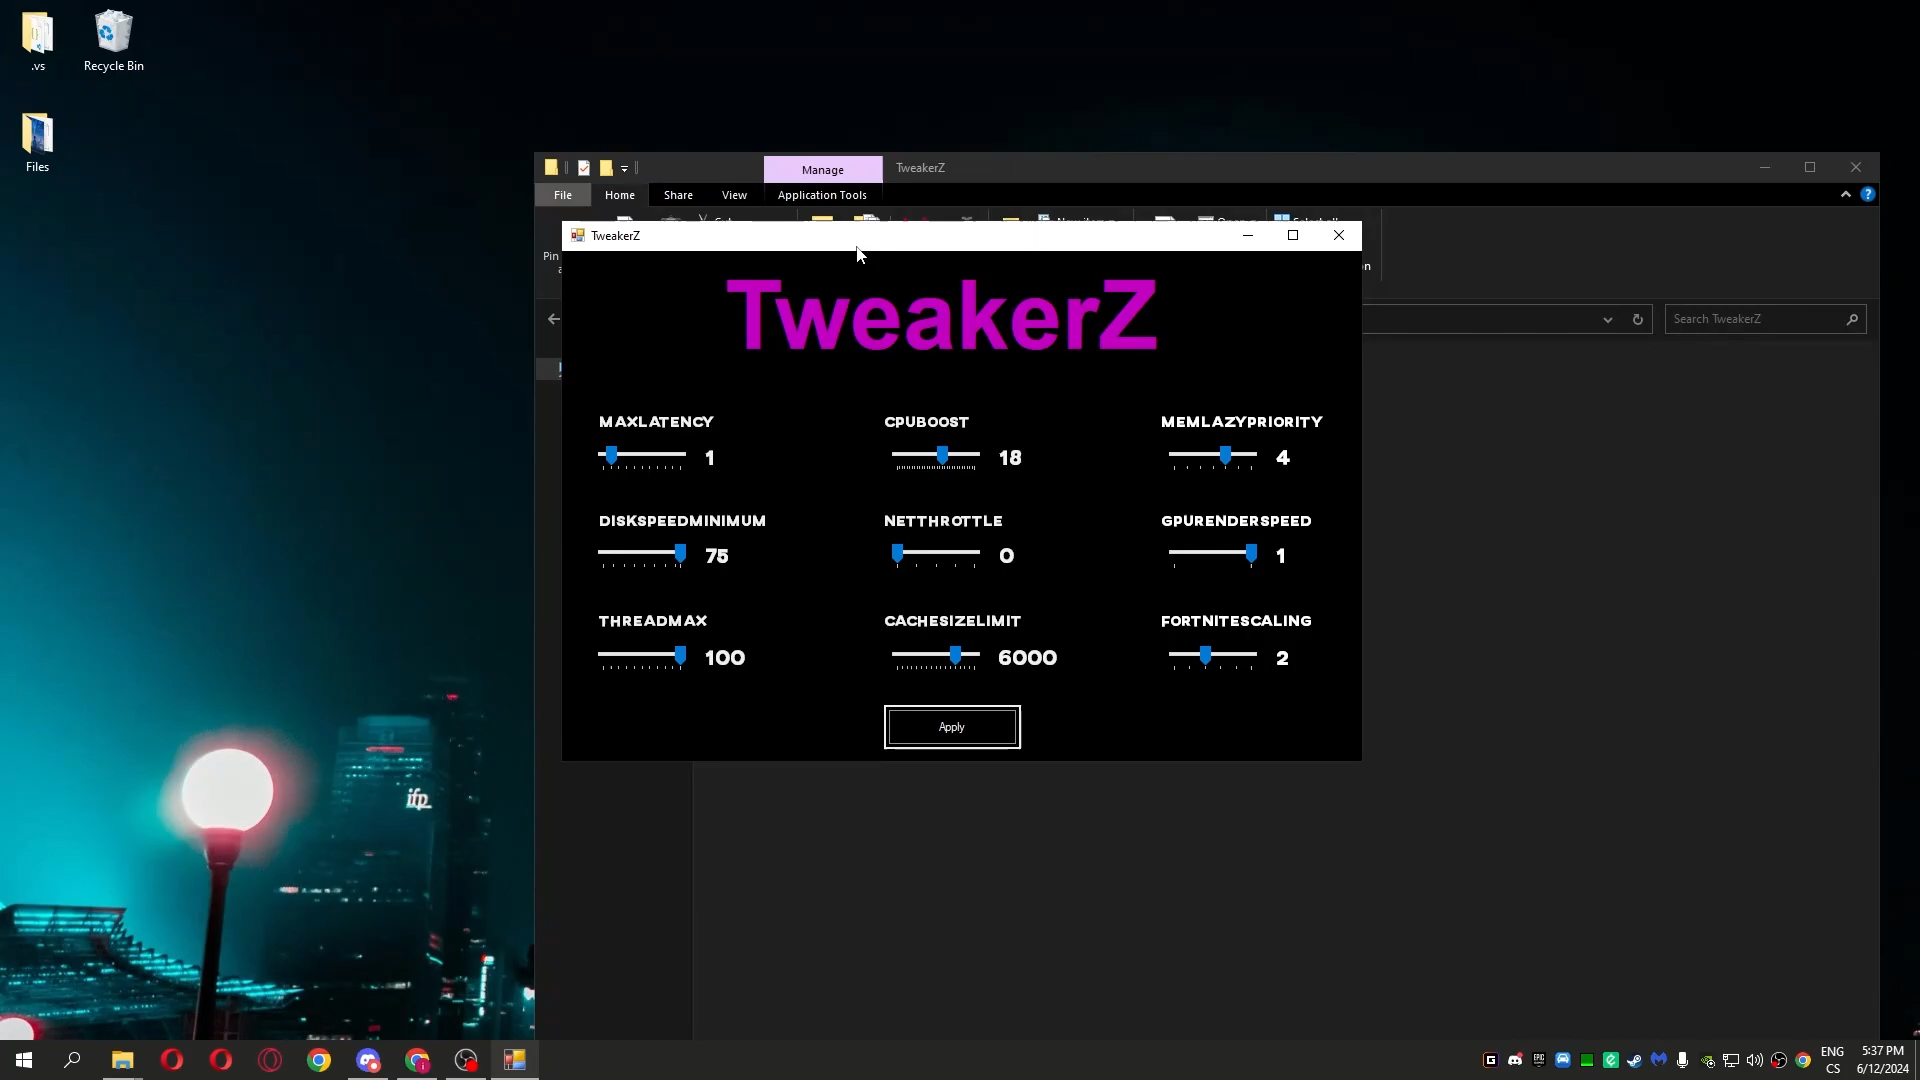 .vs
Recycle Bin
Files
Manage
TweakerZ
File
Home
Share
View
Application Tools
Pin
TweakerZ
TweakerZ
Search TweakerZ
MAXLATENCY
1
CPUBOOST
18
MEMLAZYPRIORITY
4
DISKSPEEDMINIMUM
75
NETTHROTTLE
0
GPURENDERSPEED
1
THREADMAX
100
CACHESIZELIMIT
6000
FORTNITESCALING
2
Apply
ifp
ENG
CS
5:37 PM
6/12/2024